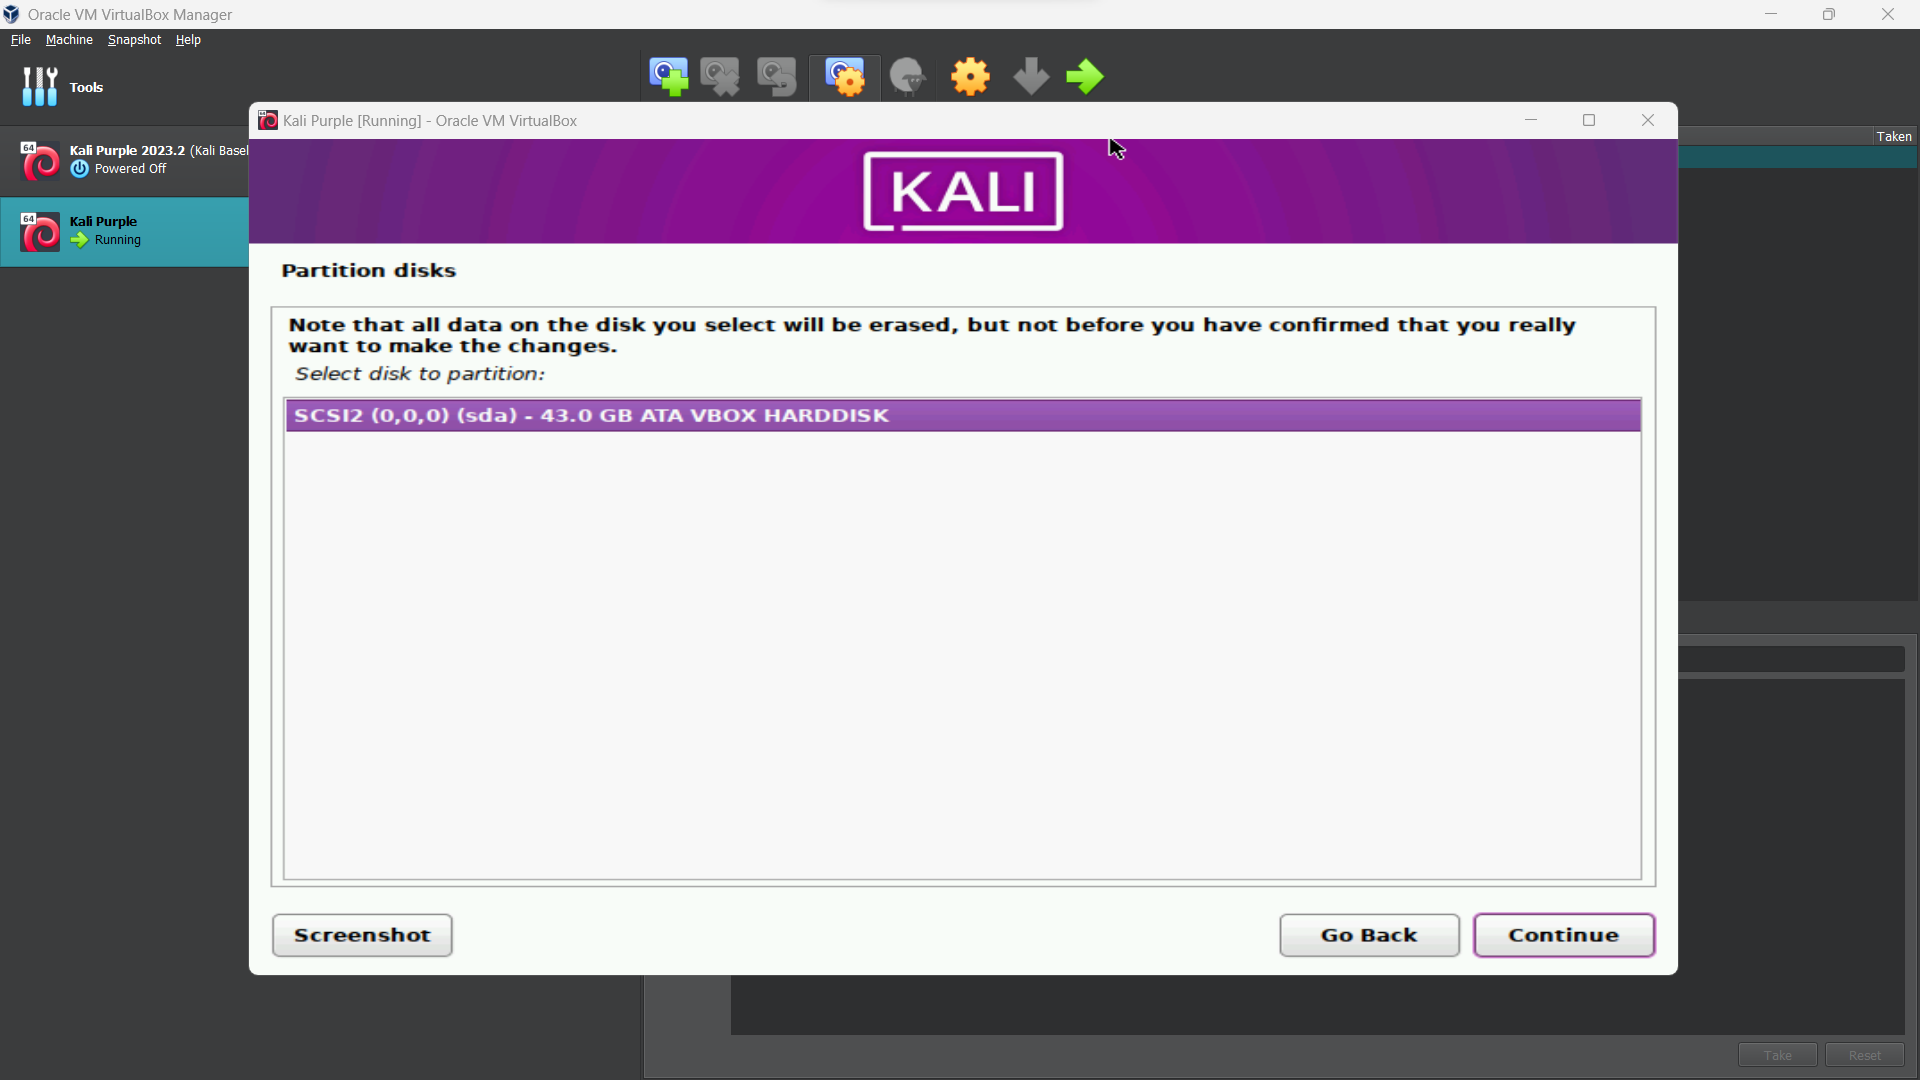 Oracle VM VirtualBox Manager
File Machine Snapshot Help
Tools
64
Kali Purple 2023.2 (Kali Basel
Powered Off
64
Kali Purple
Running
Taken
Kali Purple [Running] - Oracle VM VirtualBox
KALI
Partition disks
Note that all data on the disk you select will be erased, but not before you have confirmed that you really
want to make the changes.
Select disk to partition:
SCSI2 (0,0,0) (sda) - 43.0 GB ATA VBOX HARDDISK
Screenshot
Go Back
Continue
Take
Reset